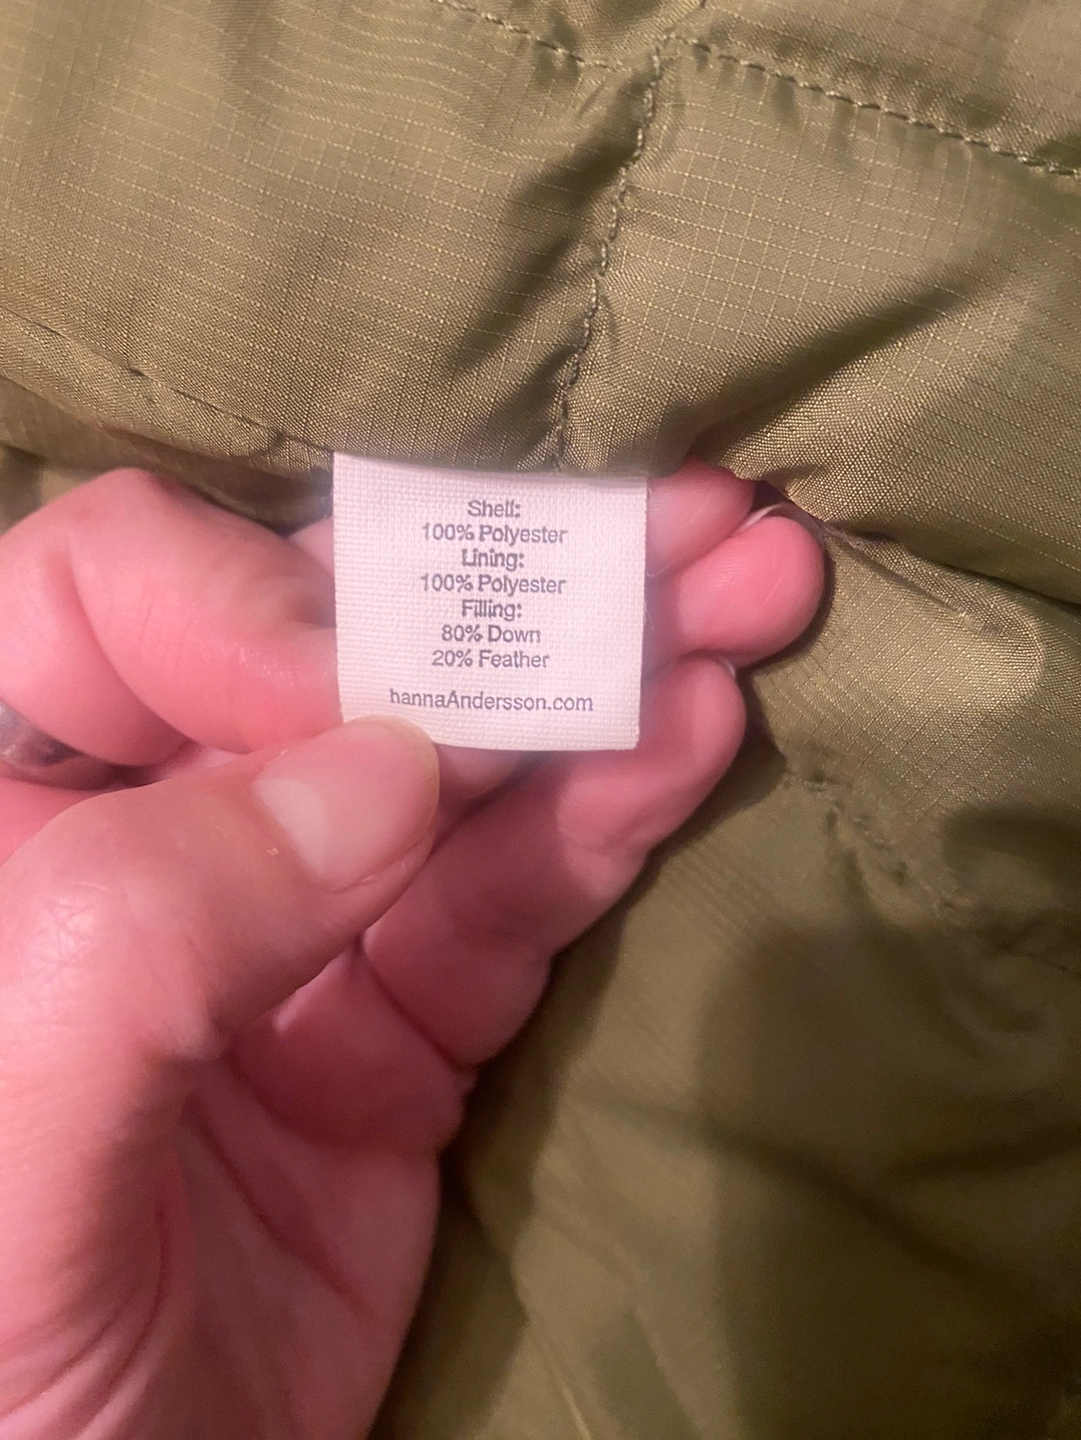 Shell:
100% Polyester
Lining:
100% Polyester
Filling:
80% Down
20% Feather
hannaAndersson.com